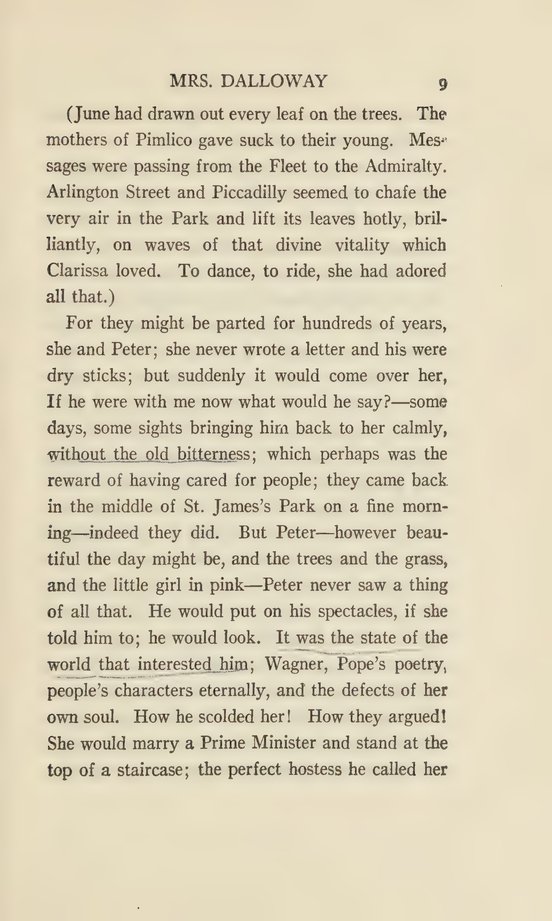 MRS. DALLOWAY 9
(June had drawn out every leaf on the trees. The
mothers of Pimlico gave suck to their young. Mes-
sages were passing from the Fleet to the Admiralty.
Arlington Street and Piccadilly seemed to chafe the
very air in the Park and lift its leaves hotly, bril-
liantly, on waves of that divine vitality which
Clarissa loved. To dance, to ride, she had adored
all that.)
For they might be parted for hundreds of years,
she and Peter; she never wrote a letter and his were
dry sticks; but suddenly it would come over her,
If he were with me now what would he say?—some
days, some sights bringing him back to her calmly,
without the old bitterness; which perhaps was the
reward of having cared for people; they came back
in the middle of St. James's Park on a fine morn-
ing—indeed they did. But Peter—however beau-
tiful the day might be, and the trees and the grass,
and the little girl in pink—Peter never saw a thing
of all that. He would put on his spectacles, if she
told him to; he would look. It was the state of the
world that interested him; Wagner, Pope's poetry,
people's characters eternally, and the defects of her
own soul. How he scolded her! How they argued!
She would marry a Prime Minister and stand at the
top of a staircase; the perfect hostess he called her